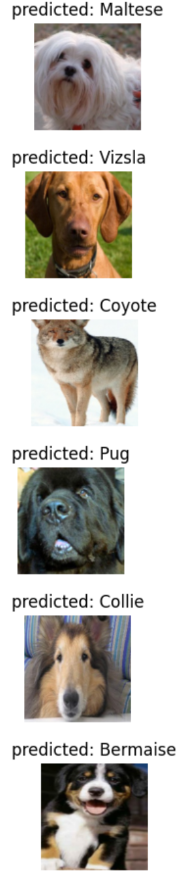 predicted: Maltese
predicted: Vizsla
predicted: Coyote
predicted: Pug
predicted: Collie
predicted: Bermaise